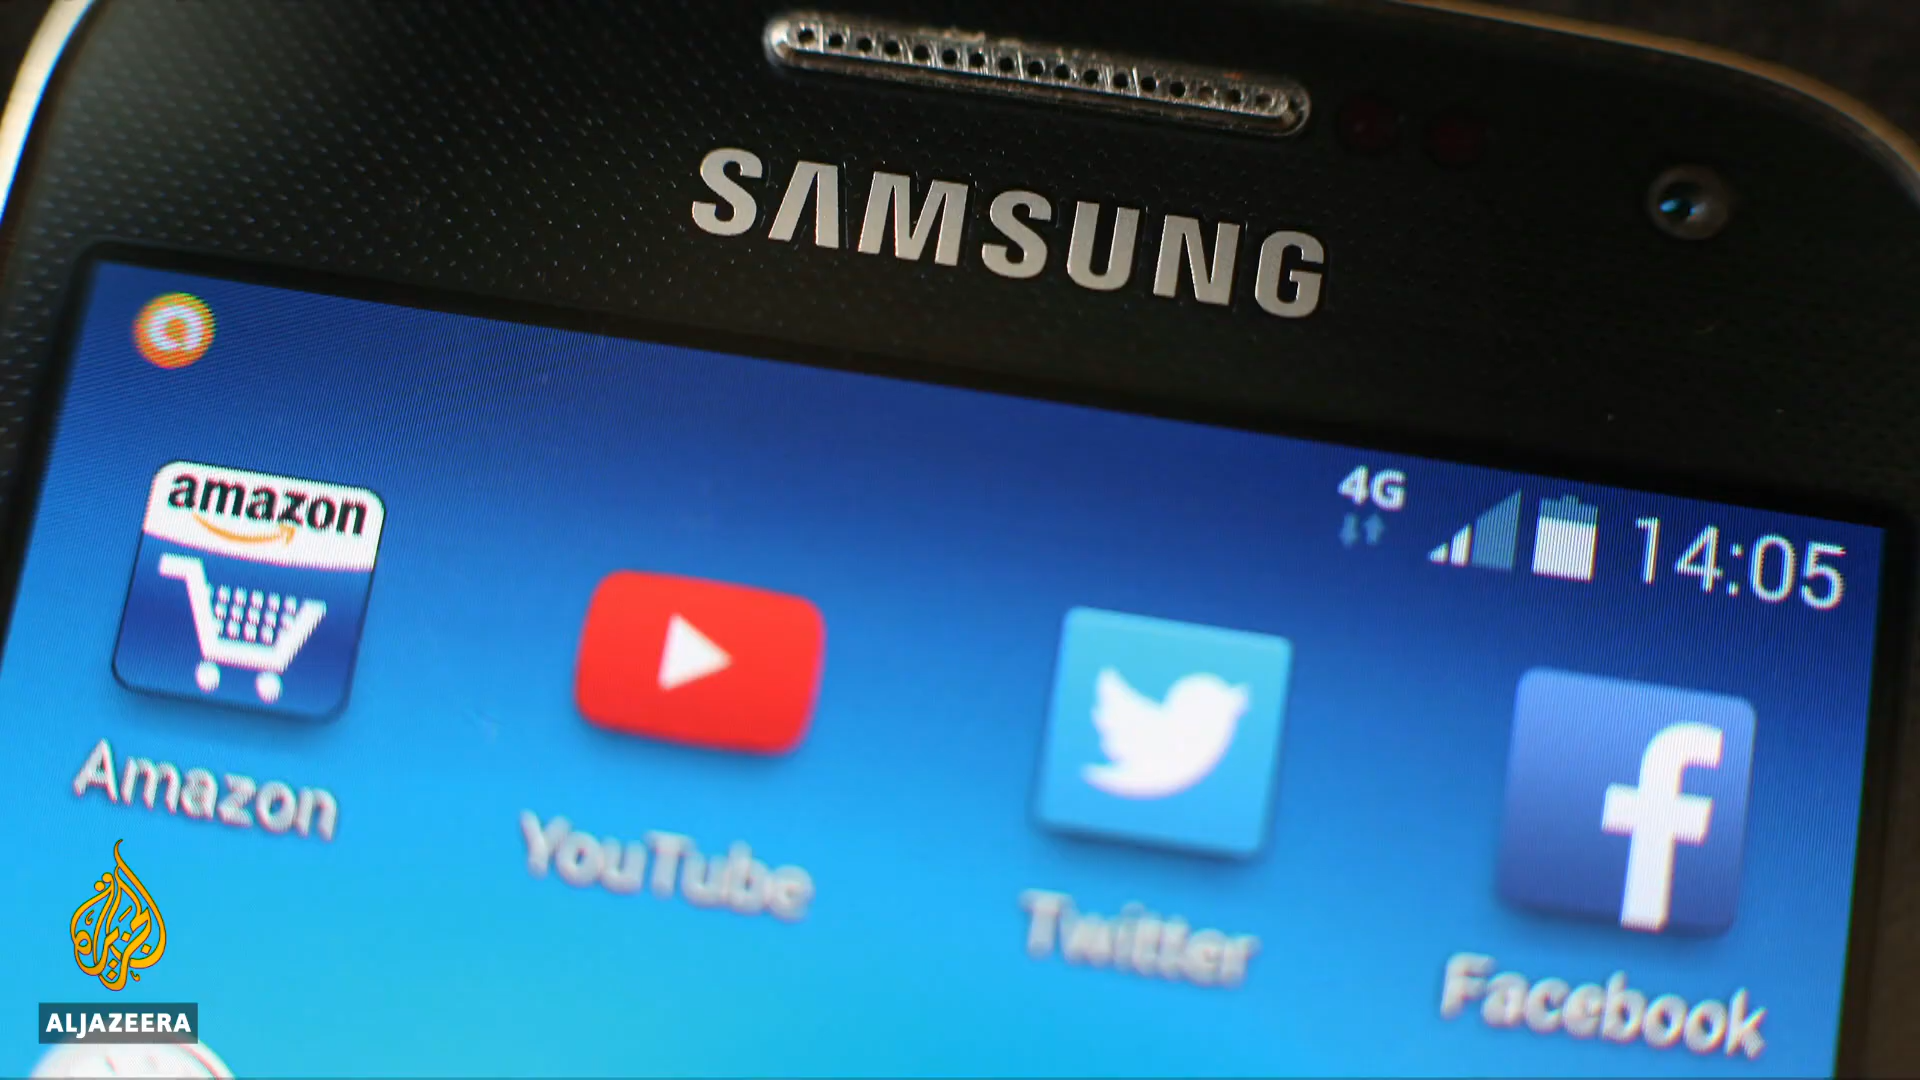 SAMSUNG
4G
14:05
amazon
Amazon
YouTube
Twitter
Facebook
الجزيرة
ALJAZEERA